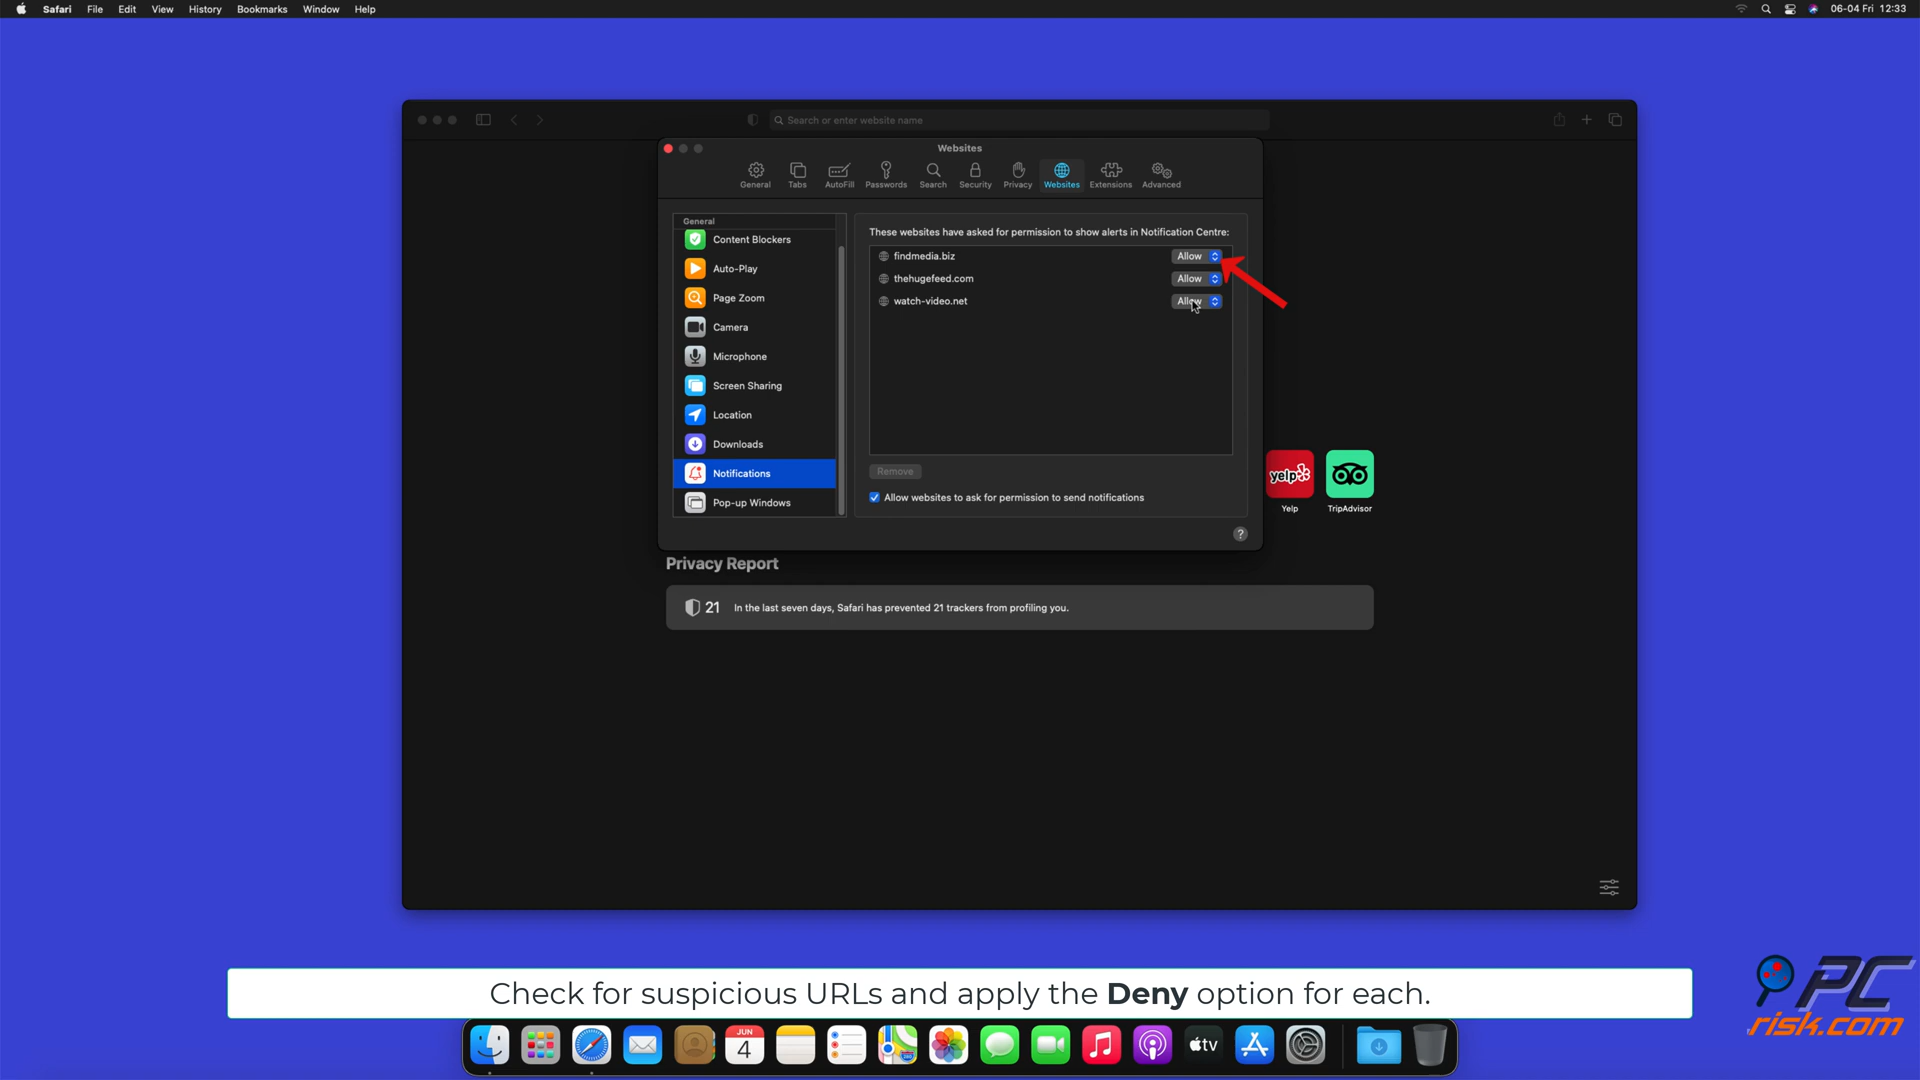 Safari File Edit View History Bookmarks Window Help 06-04 Fri 12:33
Search or enter website name
Websites
General Tabs AutoFill Passwords Search Security Privacy Websites Extensions Advanced
General
Content Blockers
Auto-Play
Page Zoom
Camera
Microphone
Screen Sharing
Location
Downloads
Notifications
Pop-up Windows
These websites have asked for permission to show alerts in Notification Centre:
findmedia.biz Allow
thehugefeed.com Allow
watch-video.net Allow
Remove
Allow websites to ask for permission to send notifications
?
yelp
Yelp TripAdvisor
Privacy Report
21 In the last seven days, Safari has prevented 21 trackers from profiling you.
Check for suspicious URLs and apply the Deny option for each.
PC
risk.com
JUN
4
tv